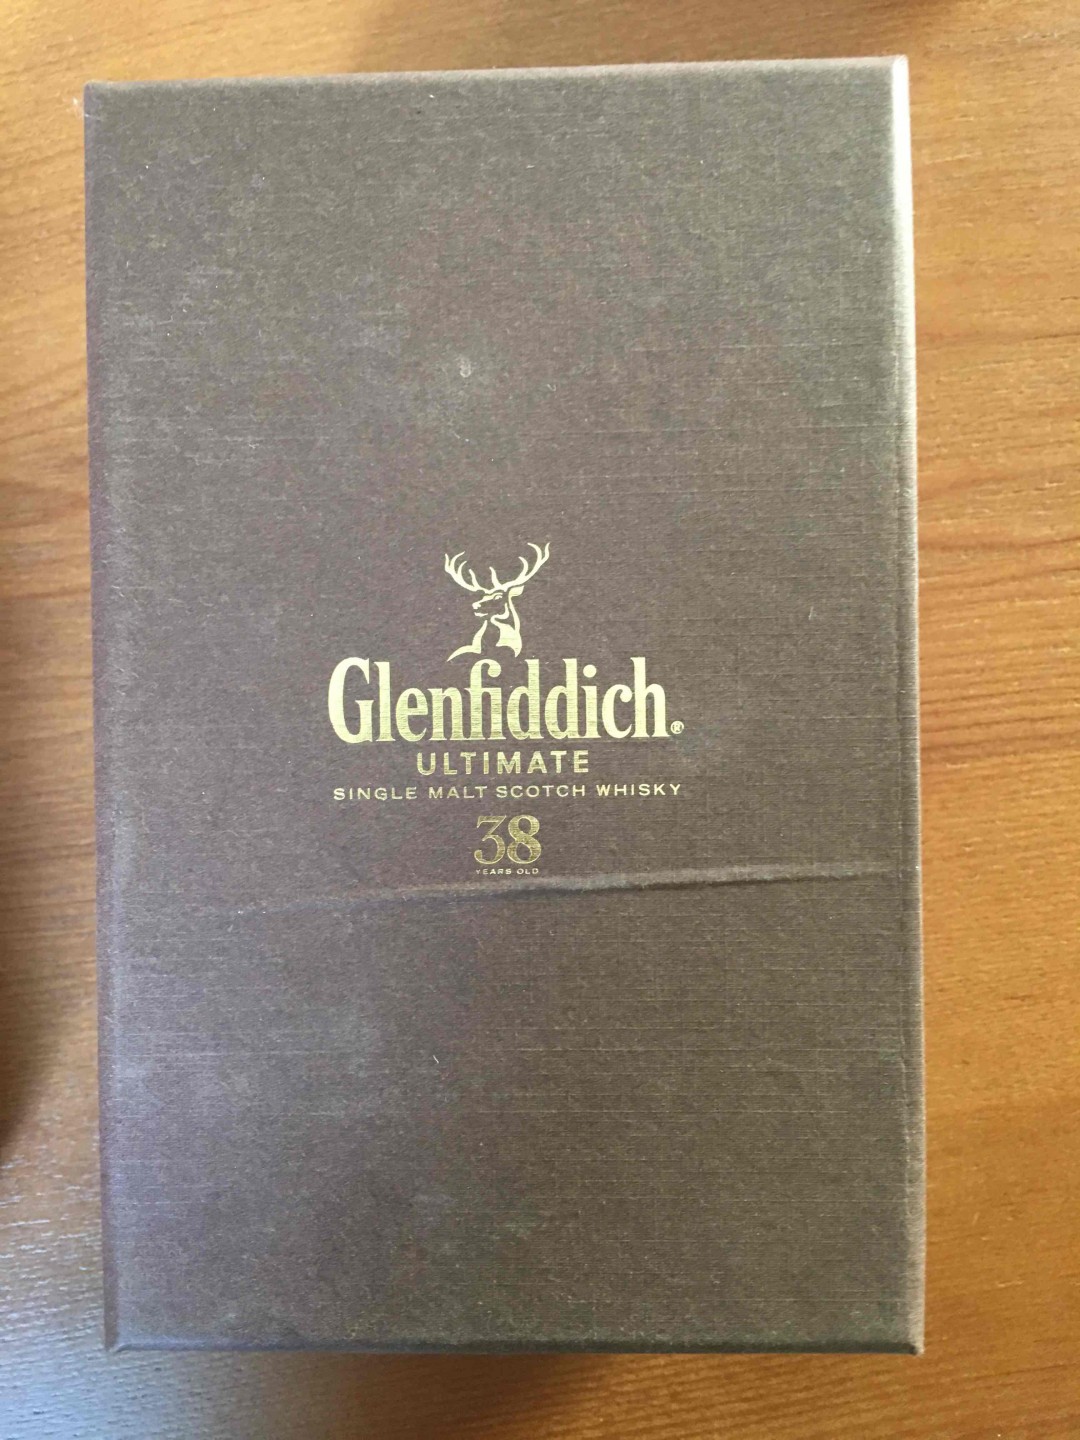 Glenfiddich®
ULTIMATE
SINGLE MALT SCOTCH WHISKY
38
YEARS OLD